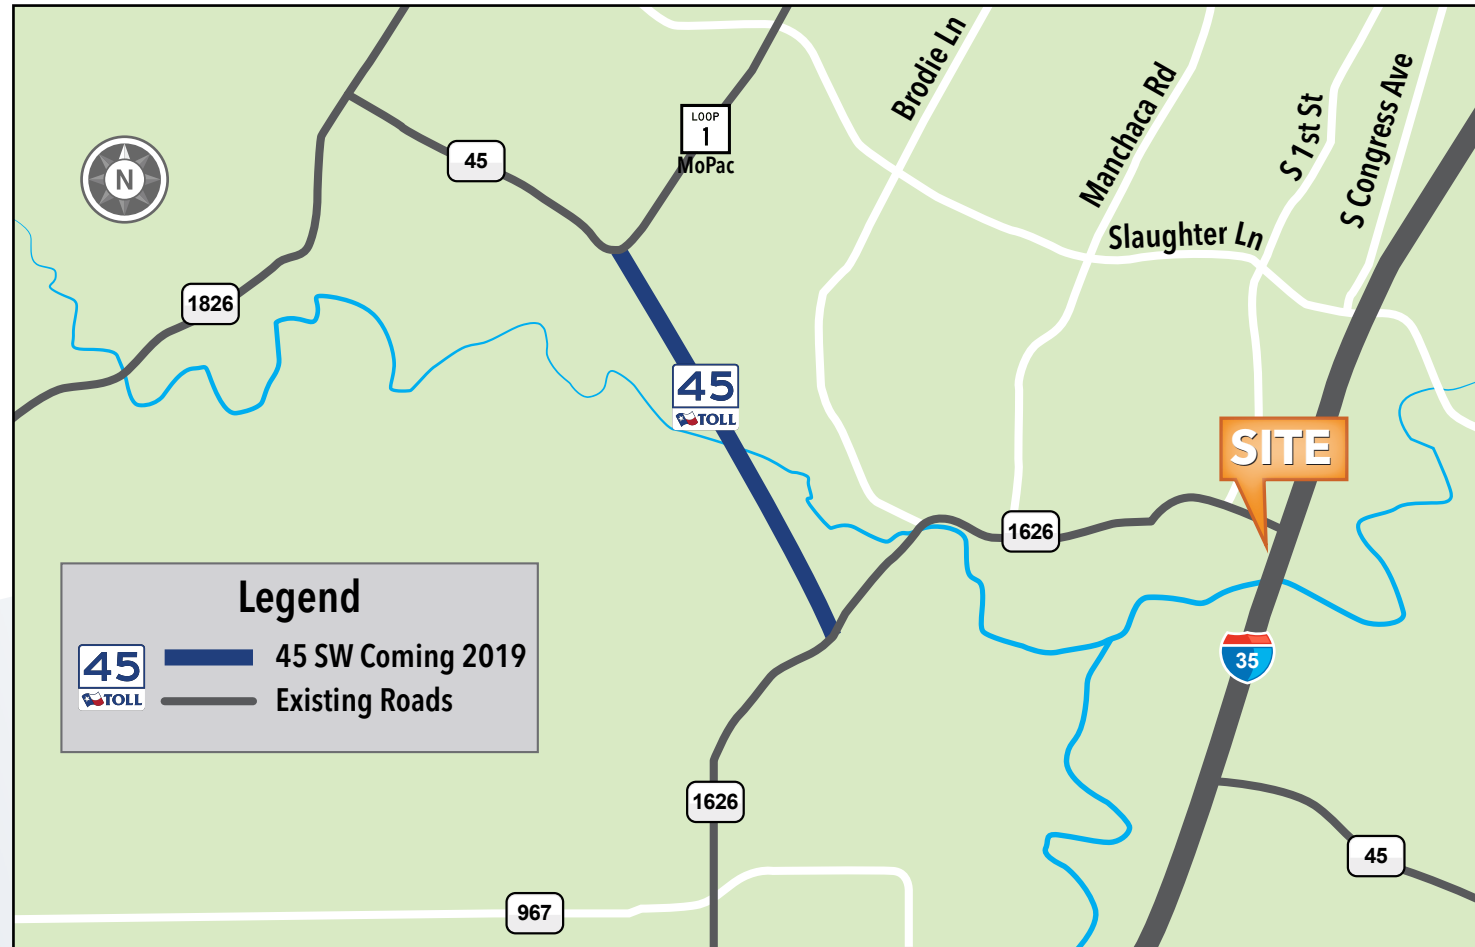 Brodie Ln
Manchaca Rd
S 1st St
S Congress Ave
LOOP
1
MoPac
45
N
Slaughter Ln
1826
45
TOLL
SITE
1626
Legend
45
TOLL
45 SW Coming 2019
Existing Roads
35
1626
45
967